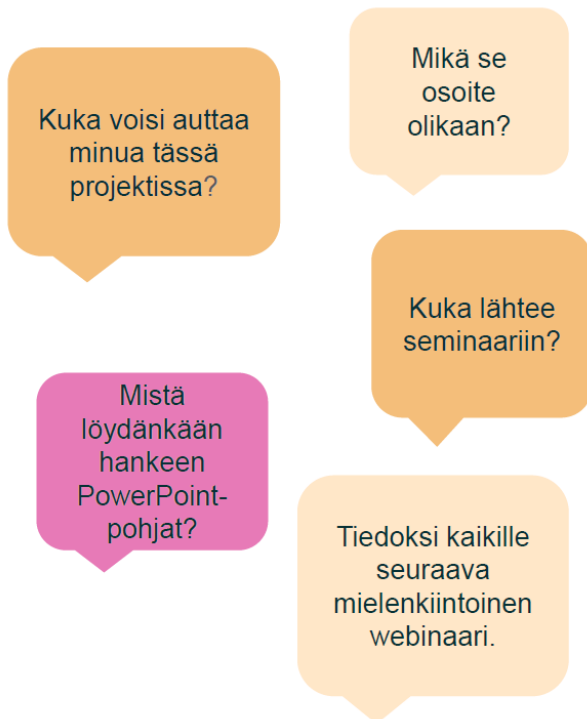 Mikä se
osoite
olikaan?
Kuka voisi auttaa
minua tässä
projektissa?
Kuka lähtee
seminaariin?
Mistä
löydänkään
hankeen
PowerPoint-
pohjat?
Tiedoksi kaikille
seuraava
mielenkiintoinen
webinaari.